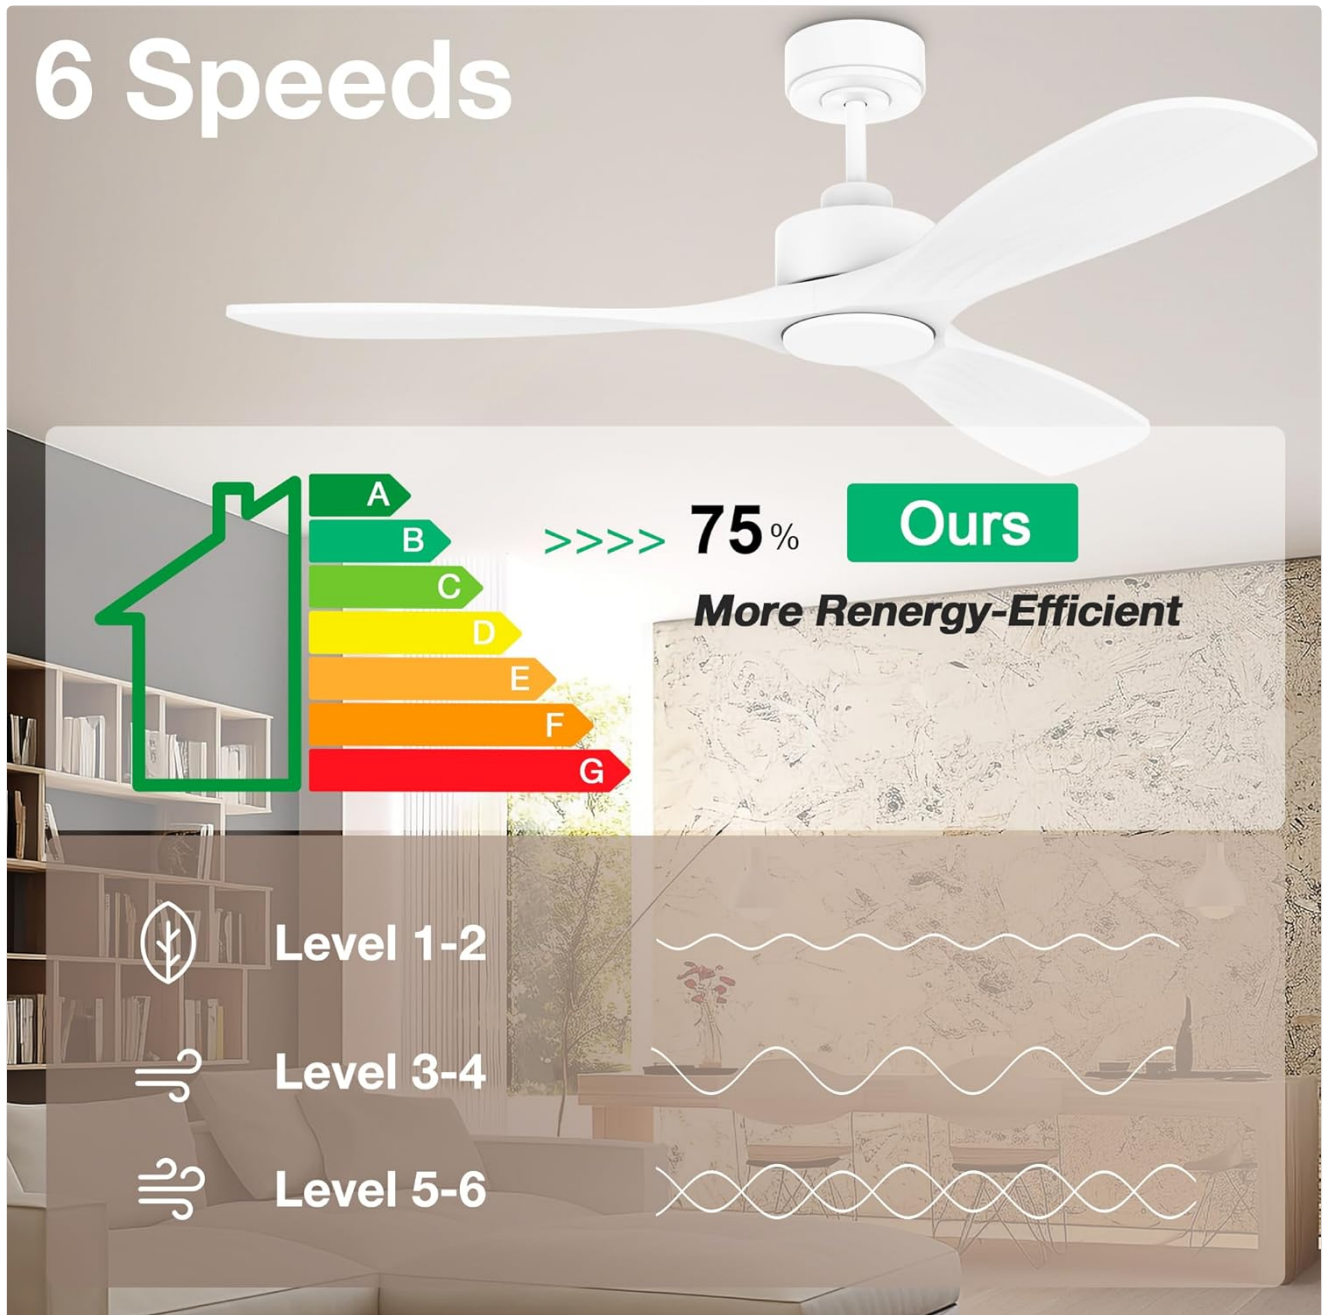 6 Speeds
A
B
>>>> 75% Ours
C
More Renergy-Efficient
D
E
F
G
Level 1-2
Level 3-4
Level 5-6